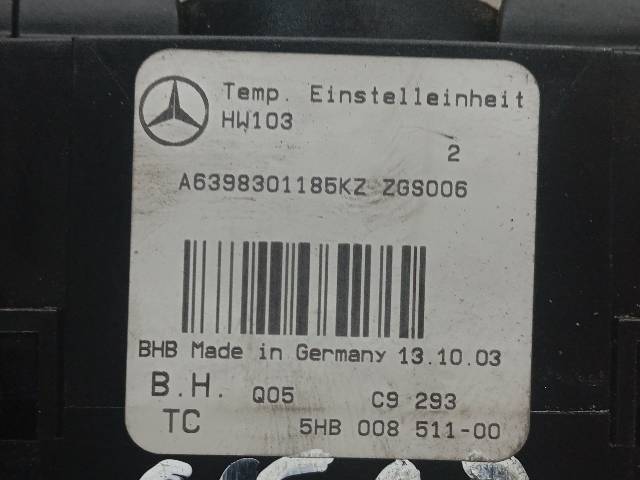 Temp. Einstelleinheit
HW103
2
A6398301185KZ ZGS006
BHB Made in Germany 13.10.03
B.H. Q05 C9 293
TC 5HB 008 511-00